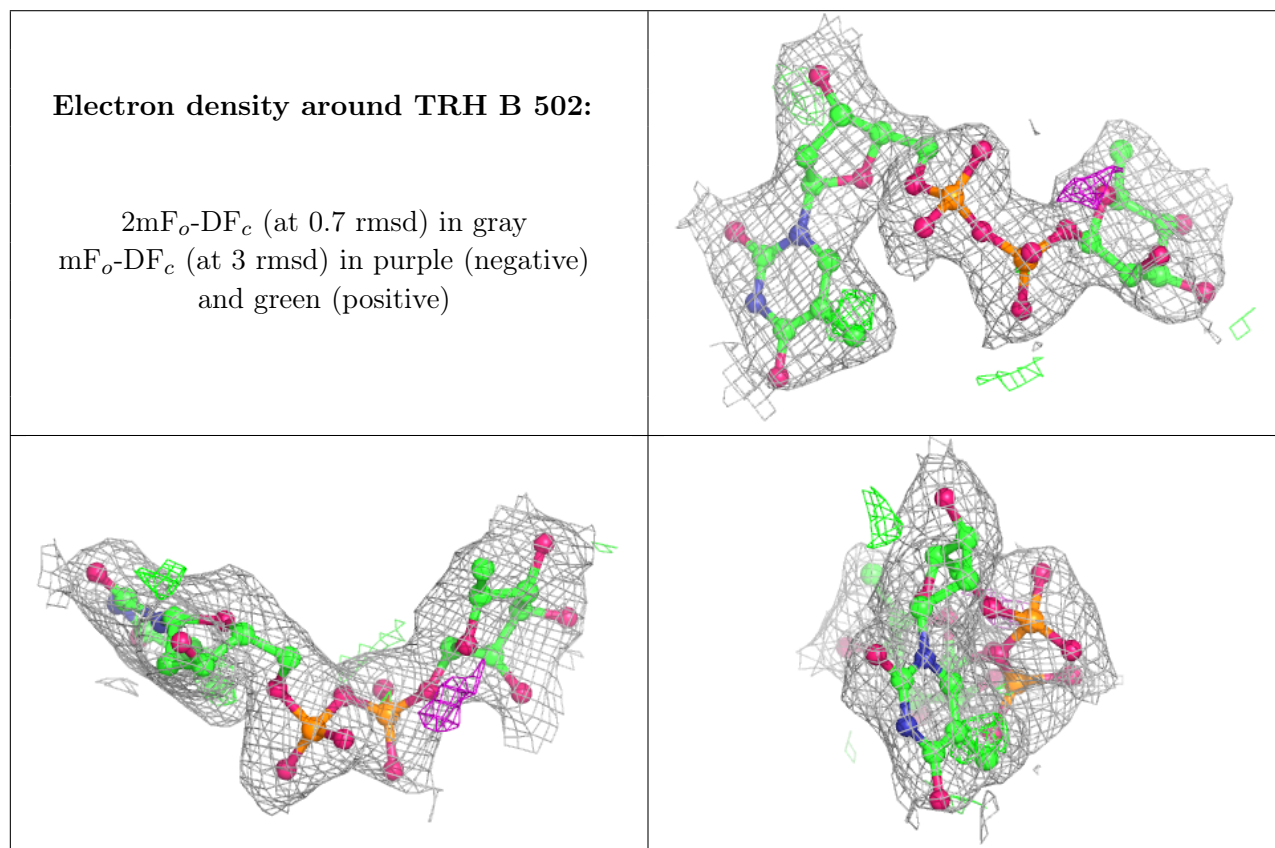 Electron density around TRH B 502:
2mFo-DFc (at 0.7 rmsd) in gray
mFo-DFc (at 3 rmsd) in purple (negative)
and green (positive)